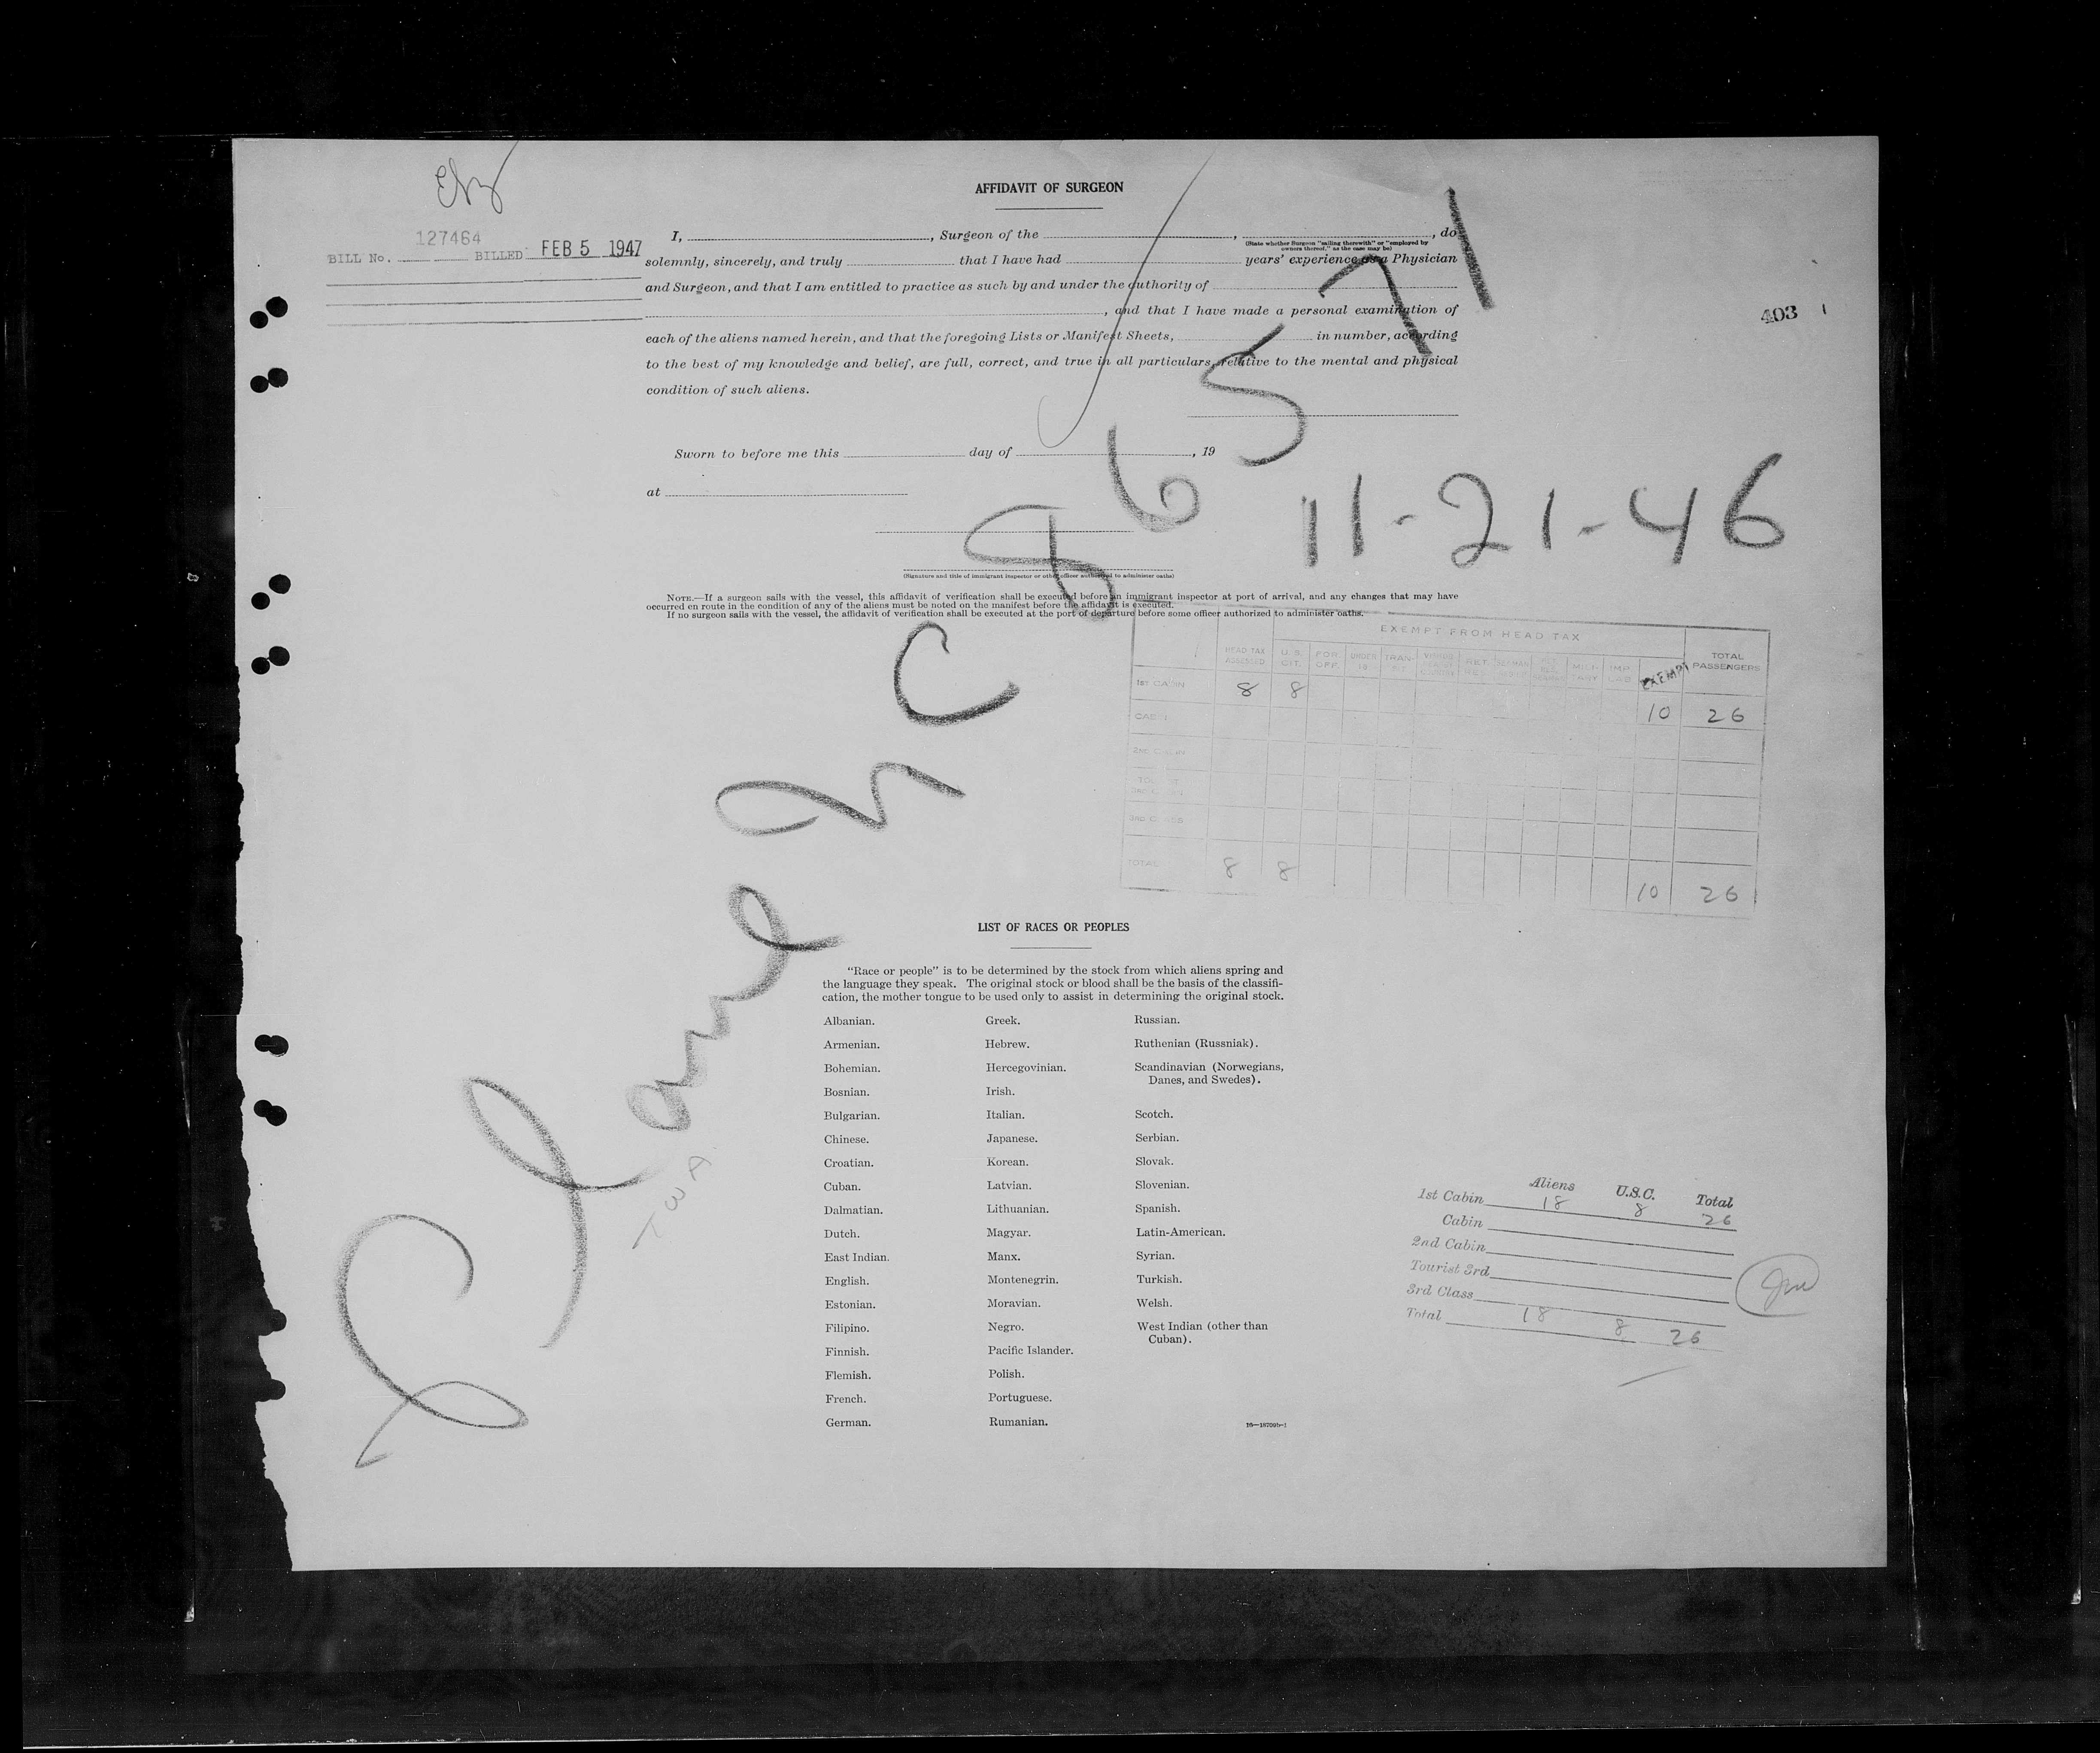 AFFIDAVIT OF SURGEON
127464
BILL No. BILLED FEB 5 1947
I, , Surgeon of the , , do
(State whether Surgeon "sailing therewith" or "employed by
owners thereof," as the case may be)
solemnly, sincerely, and truly that I have had years' experience as a Physician
and Surgeon, and that I am entitled to practice as such by and under the authority of
, and that I have made a personal examination of
403
each of the aliens named herein, and that the foregoing Lists or Manifest Sheets, in number, according
to the best of my knowledge and belief, are full, correct, and true in all particulars, relative to the mental and physical
condition of such aliens.
Sworn to before me this day of , 19
at
(Signature and title of immigrant inspector or other officer authorized to administer oaths)
NOTE.—If a surgeon sails with the vessel, this affidavit of verification shall be executed before an immigrant inspector at port of arrival, and any changes that may have
occurred en route in the condition of any of the aliens must be noted on the manifest before the affidavit is executed.
If no surgeon sails with the vessel, the affidavit of verification shall be executed at the port of departure before some officer authorized to administer oaths.
Plane NC 86571
11-21-46
TWA
EXEMPT FROM HEAD TAX
HEAD TAX ASSESSED U.S. CIT. FOR. OFF. UNDER 16 TRAN- SIT RET. MILI- TARY IMP. EXEMPT TOTAL PASSENGERS
1ST CABIN 8 8 10 26
CABIN
2ND CABIN
3RD CLASS
TOTAL 8 8 10 26
LIST OF RACES OR PEOPLES
"Race or people" is to be determined by the stock from which aliens spring and
the language they speak. The original stock or blood shall be the basis of the classifi-
cation, the mother tongue to be used only to assist in determining the original stock.
Albanian. Greek. Russian.
Armenian. Hebrew. Ruthenian (Russniak).
Bohemian. Hercegovinian. Scandinavian (Norwegians,
Danes, and Swedes).
Bosnian. Irish.
Bulgarian. Italian. Scotch.
Chinese. Japanese. Serbian.
Croatian. Korean. Slovak.
Cuban. Latvian. Slovenian.
Dalmatian. Lithuanian. Spanish.
Dutch. Magyar. Latin-American.
East Indian. Manx. Syrian.
English. Montenegrin. Turkish.
Estonian. Moravian. Welsh.
Filipino. Negro. West Indian (other than
Cuban).
Finnish. Pacific Islander.
Flemish. Polish.
French. Portuguese.
German. Rumanian.
Aliens U.S.C. Total
1st Cabin 18 8 26
Cabin
2nd Cabin
Tourist 3rd
3rd Class
Total 18 8 26